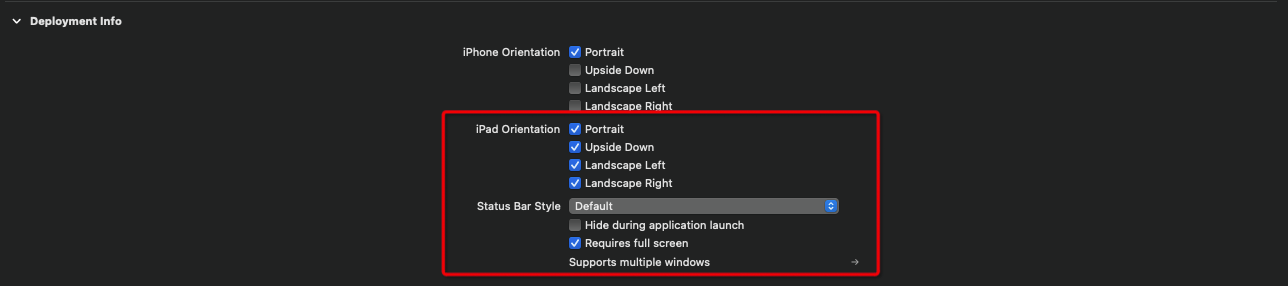 Deployment Info
iPhone Orientation Portrait
Upside Down
Landscape Left
Landscape Right
iPad Orientation Portrait
Upside Down
Landscape Left
Landscape Right
Status Bar Style Default
Hide during application launch
Requires full screen
Supports multiple windows